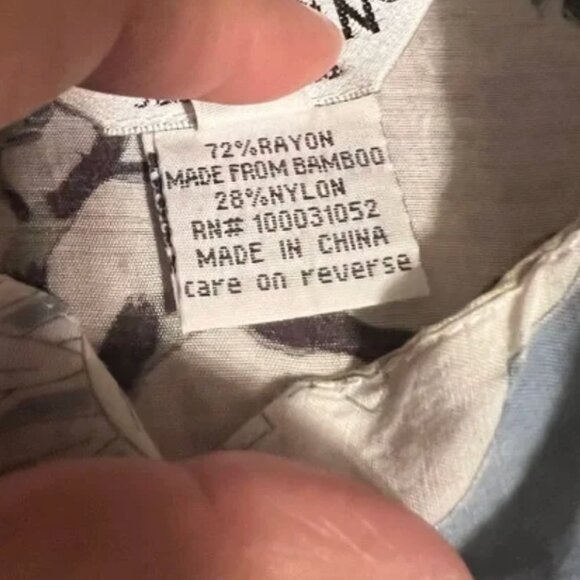 72%RAYON
MADE FROM BAMBOO
28%NYLON
RN# 100031052
MADE IN CHINA
care on reverse